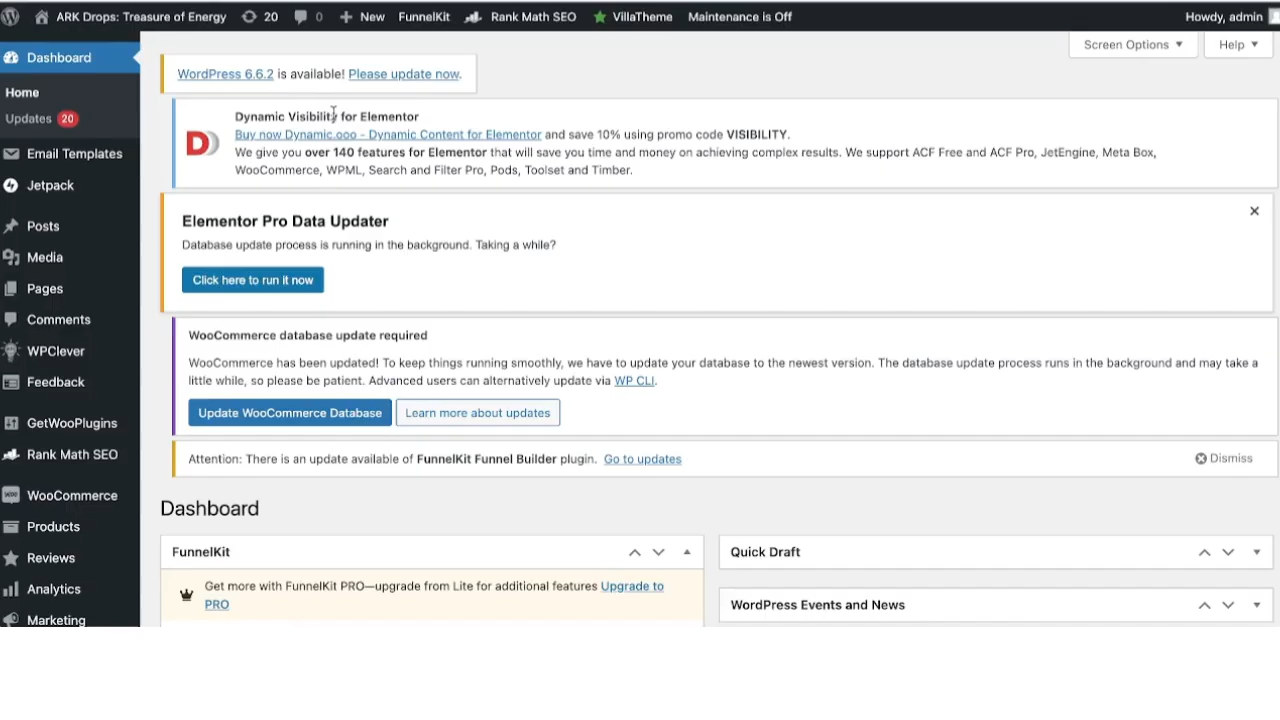 ARK Drops: Treasure of Energy 20 0 New FunnelKit Rank Math SEO VillaTheme Maintenance is Off Howdy, admin
Screen Options Help
Dashboard
Home
Updates 20
Email Templates
Jetpack
Posts
Media
Pages
Comments
WPClever
Feedback
GetWooPlugins
Rank Math SEO
WooCommerce
Products
Reviews
Analytics
Marketing
WordPress 6.6.2 is available! Please update now.
Dynamic Visibility for Elementor
Buy now Dynamic.ooo - Dynamic Content for Elementor and save 10% using promo code VISIBILITY.
We give you over 140 features for Elementor that will save you time and money on achieving complex results. We support ACF Free and ACF Pro, JetEngine, Meta Box,
WooCommerce, WPML, Search and Filter Pro, Pods, Toolset and Timber.
Elementor Pro Data Updater
Database update process is running in the background. Taking a while?
Click here to run it now
WooCommerce database update required
WooCommerce has been updated! To keep things running smoothly, we have to update your database to the newest version. The database update process runs in the background and may take a
little while, so please be patient. Advanced users can alternatively update via WP CLI.
Update WooCommerce Database Learn more about updates
Attention: There is an update available of FunnelKit Funnel Builder plugin. Go to updates Dismiss
Dashboard
FunnelKit
Get more with FunnelKit PRO—upgrade from Lite for additional features Upgrade to
PRO
Quick Draft
WordPress Events and News